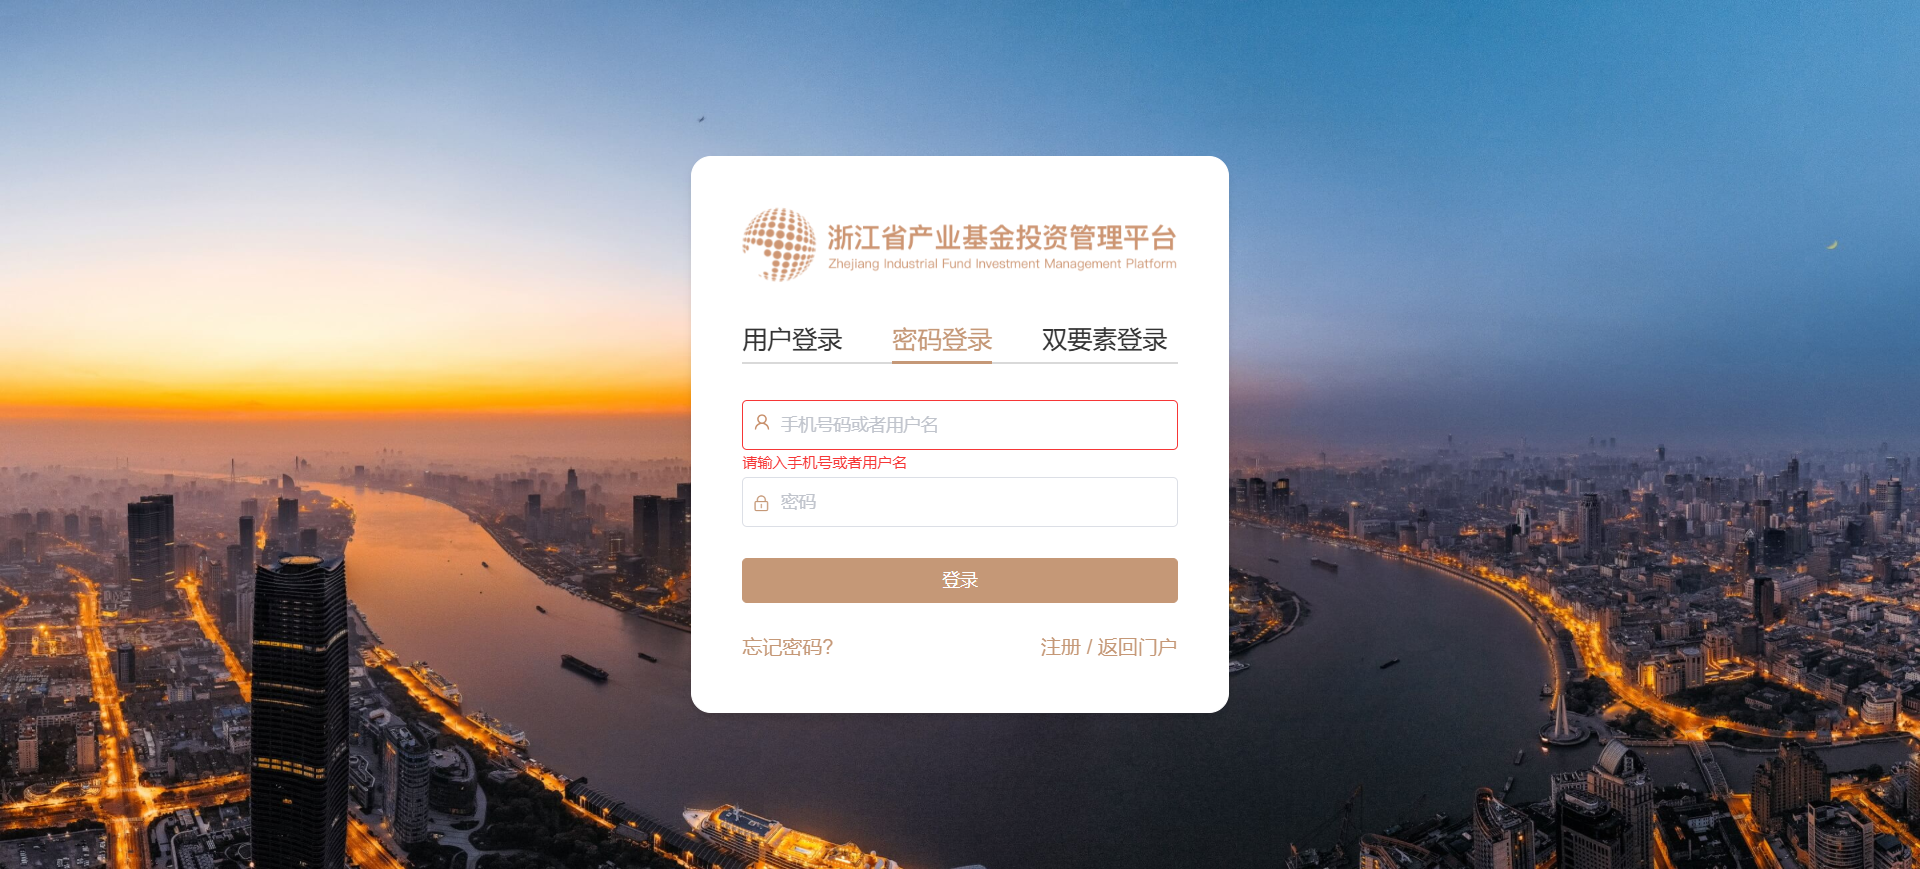 浙江省产业基金投资管理平台
Zhejiang Industrial Fund Investment Management Platform
用户登录 密码登录 双要素登录
手机号码或者用户名
请输入手机号或者用户名
密码
登录
忘记密码? 注册 / 返回门户